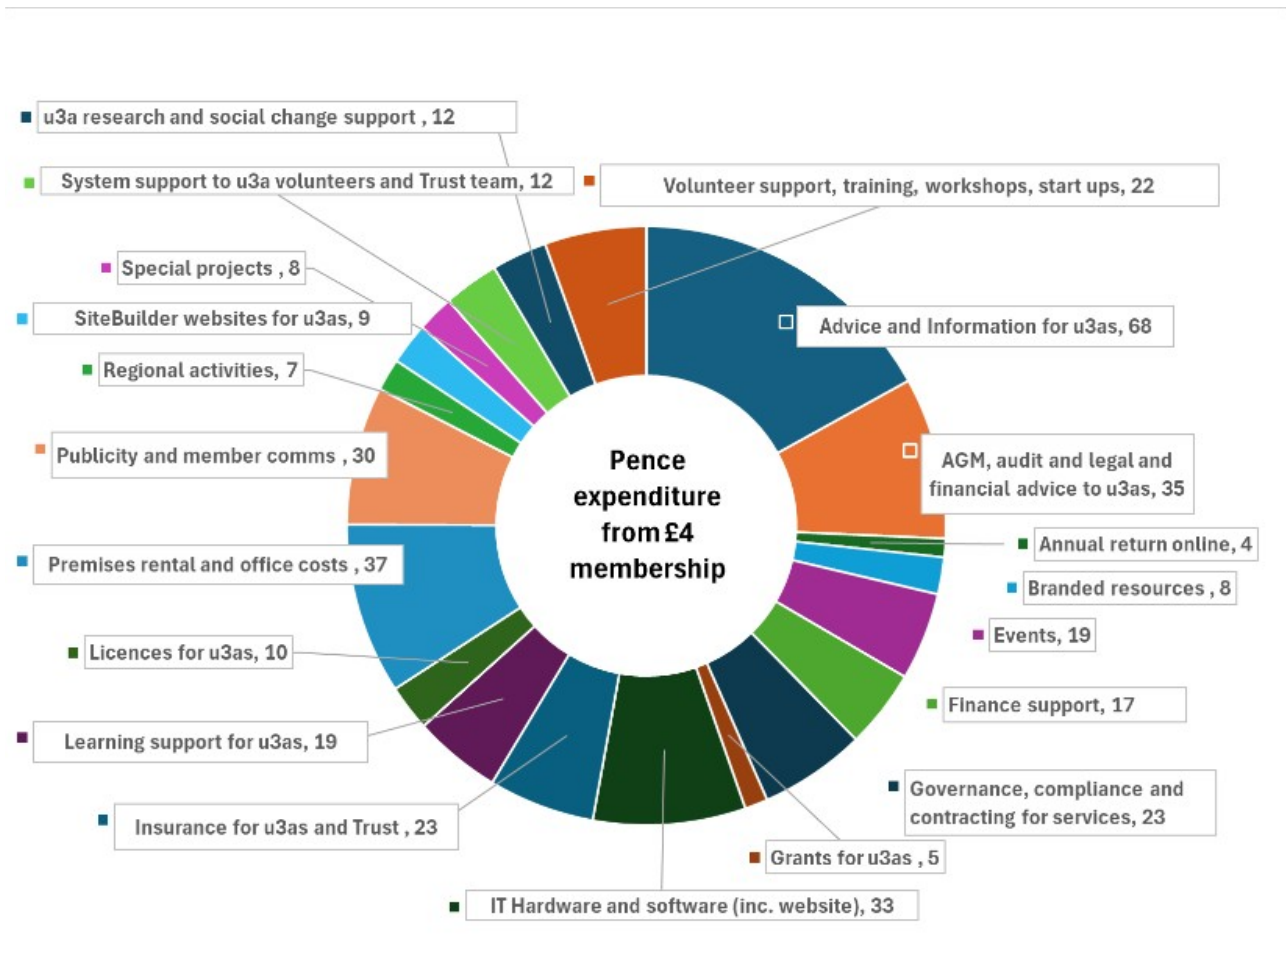 u3a research and social change support , 12
System support to u3a volunteers and Trust team, 12
Volunteer support, training, workshops, start ups, 22
Special projects , 8
SiteBuilder websites for u3as, 9
Advice and Information for u3as, 68
Regional activities, 7
Publicity and member comms , 30
AGM, audit and legal and
financial advice to u3as, 35
Pence
expenditure
from £4
membership
Annual return online, 4
Premises rental and office costs , 37
Branded resources , 8
Events, 19
Licences for u3as, 10
Finance support, 17
Learning support for u3as, 19
Governance, compliance and
contracting for services, 23
Insurance for u3as and Trust , 23
Grants for u3as , 5
IT Hardware and software (inc. website), 33